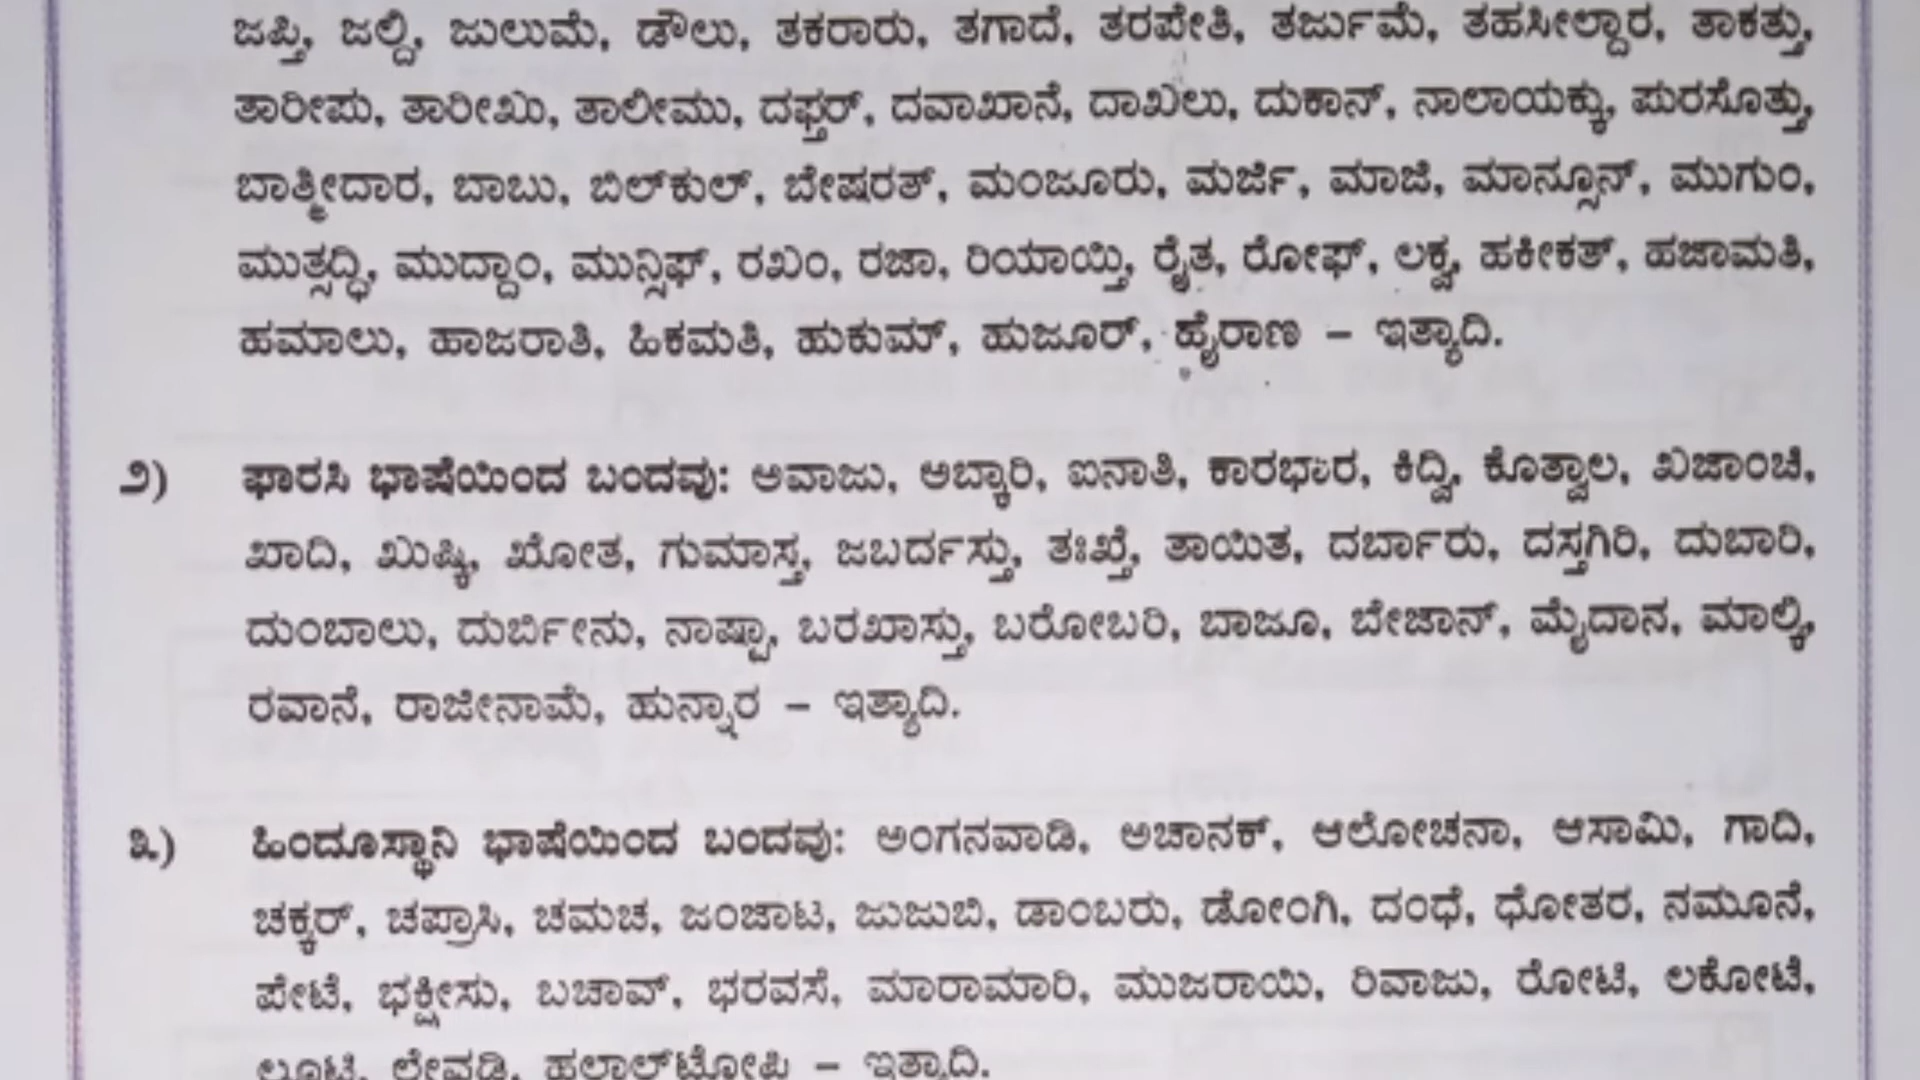 ಜಪ್ತಿ, ಜಲ್ದಿ, ಜುಲುಮೆ, ಡೌಲು, ತಕರಾರು, ತಗಾದೆ, ತರಪೇತಿ, ತರ್ಜುಮೆ, ತಹಸೀಲ್ದಾರ, ತಾಕತ್ತು,
ತಾರೀಪು, ತಾರೀಖು, ತಾಲೀಮು, ದಫ್ತರ್, ದವಾಖಾನೆ, ದಾಖಲು, ದುಕಾನ್, ನಾಲಾಯಕ್ಕು, ಪುರಸೊತ್ತು,
ಬಾತ್ಮೀದಾರ, ಬಾಬು, ಬಿಲ್‌ಕುಲ್, ಬೇಷರತ್, ಮಂಜೂರು, ಮರ್ಜಿ, ಮಾಜಿ, ಮಾನ್ಸೂನ್, ಮುಗುಂ,
ಮುತ್ಸದ್ಧಿ, ಮುದ್ದಾಂ, ಮುನ್ಸಿಫ್, ರಖಂ, ರಜಾ, ರಿಯಾಯ್ತಿ, ರೈತ, ರೋಫ್, ಲಕ್ವ, ಹಕೀಕತ್, ಹಜಾಮತಿ,
ಹಮಾಲು, ಹಾಜರಾತಿ, ಹಿಕಮತಿ, ಹುಕುಮ್, ಹುಜೂರ್, ಹೈರಾಣ – ಇತ್ಯಾದಿ.
೨) ಫಾರಸಿ ಭಾಷೆಯಿಂದ ಬಂದವು: ಅವಾಜು, ಅಬ್ಕಾರಿ, ಐನಾತಿ, ಕಾರಭಾರ, ಕಿದ್ವಿ, ಕೊತ್ವಾಲ, ಖಜಾಂಚಿ,
ಖಾದಿ, ಖುಷ್ಕಿ, ಖೋತ, ಗುಮಾಸ್ತ, ಜಬರ್ದಸ್ತು, ತಃಖ್ತೆ, ತಾಯಿತ, ದರ್ಬಾರು, ದಸ್ತಗಿರಿ, ದುಬಾರಿ,
ದುಂಬಾಲು, ದುರ್ಬೀನು, ನಾಷ್ಟಾ, ಬರಖಾಸ್ತು, ಬರೋಬರಿ, ಬಾಜೂ, ಬೇಜಾನ್, ಮೈದಾನ, ಮಾಲ್ಕಿ,
ರವಾನೆ, ರಾಜೀನಾಮೆ, ಹುನ್ನಾರ – ಇತ್ಯಾದಿ.
೩) ಹಿಂದೂಸ್ಥಾನಿ ಭಾಷೆಯಿಂದ ಬಂದವು: ಅಂಗನವಾಡಿ, ಅಚಾನಕ್, ಆಲೋಚನಾ, ಆಸಾಮಿ, ಗಾದಿ,
ಚಕ್ಕರ್, ಚಪ್ರಾಸಿ, ಚಮಚ, ಜಂಜಾಟ, ಜುಜುಬಿ, ಡಾಂಬರು, ಡೋಂಗಿ, ದಂಧೆ, ಧೋತರ, ನಮೂನೆ,
ಪೇಟೆ, ಭಕ್ಷೀಸು, ಬಚಾವ್, ಭರವಸೆ, ಮಾರಾಮಾರಿ, ಮುಜರಾಯಿ, ರಿವಾಜು, ರೋಟಿ, ಲಕೋಟೆ,
ಲೂಟಿ, ಲೇವಡಿ, ಹಲಾಲ್‌ಟೋಪಿ – ಇತ್ಯಾದಿ.